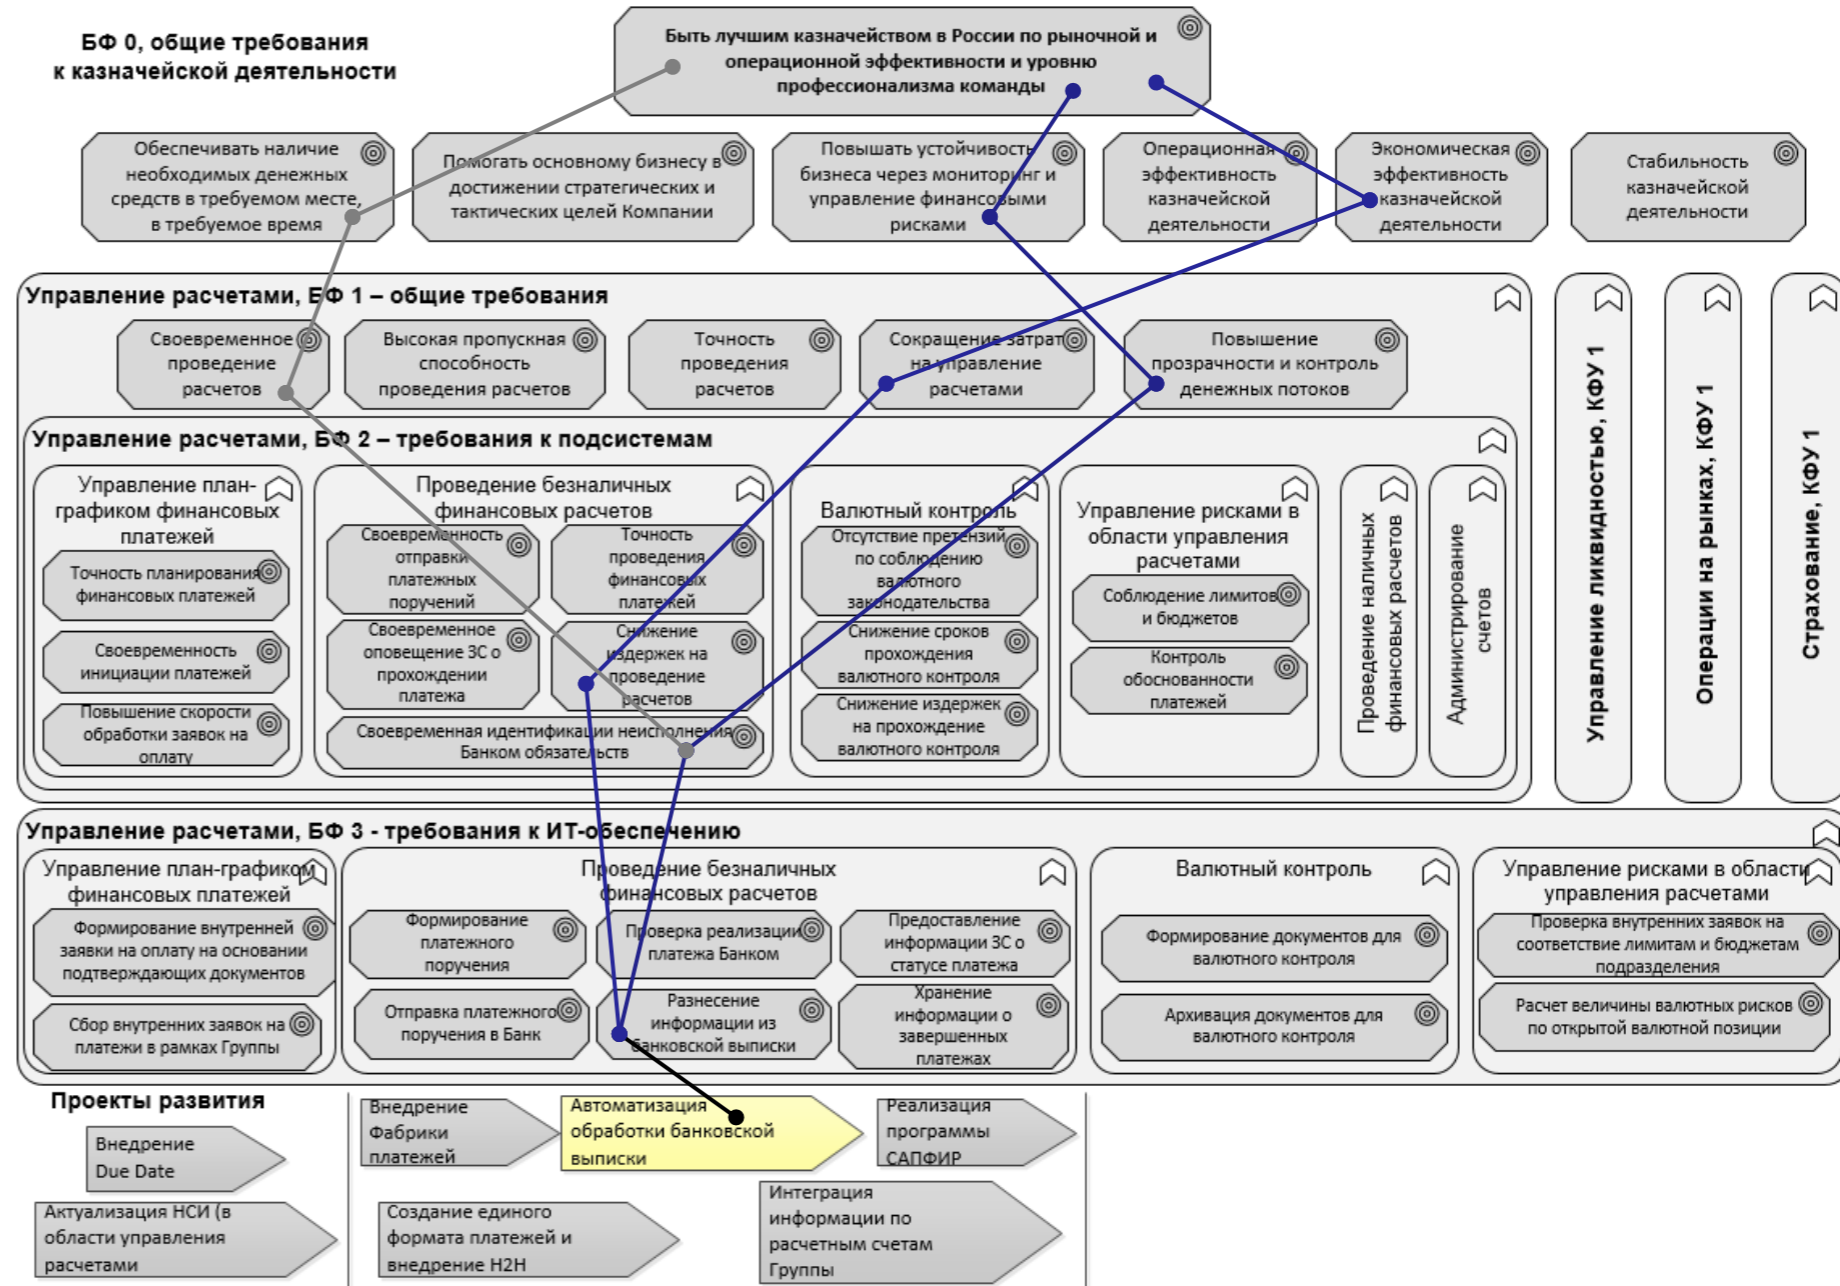 БФ 0, общие требования
к казначейской деятельности
Быть лучшим казначейством в России по рыночной и
операционной эффективности и уровню
профессионализма команды
Обеспечивать наличие
необходимых денежных
средств в требуемом месте,
в требуемое время
Помогать основному бизнесу в
достижении стратегических и
тактических целей Компании
Повышать устойчивость
бизнеса через мониторинг и
управление финансовыми
рисками
Операционная
эффективность
казначейской
деятельности
Экономическая
эффективность
казначейской
деятельности
Стабильность
казначейской
деятельности
Управление расчетами, БФ 1 – общие требования
Своевременное
проведение
расчетов
Высокая пропускная
способность
проведения расчетов
Точность
проведения
расчетов
Сокращение затрат
на управление
расчетами
Повышение
прозрачности и контроль
денежных потоков
Управление расчетами, БФ 2 – требования к подсистемам
Управление план-
графиком финансовых
платежей
Точность планирования
финансовых платежей
Своевременность
инициации платежей
Повышение скорости
обработки заявок на
оплату
Проведение безналичных
финансовых расчетов
Своевременность
отправки
платежных
поручений
Точность
проведения
финансовых
платежей
Своевременное
оповещение ЗС о
прохождении
платежа
Снижение
издержек на
проведение
расчетов
Своевременная идентификации неисполнения
Банком обязательств
Валютный контроль
Отсутствие претензий
по соблюдению
валютного
законодательства
Снижение сроков
прохождения
валютного контроля
Снижение издержек
на прохождение
валютного контроля
Управление рисками в
области управления
расчетами
Соблюдение лимитов
и бюджетов
Контроль
обоснованности
платежей
Проведение наличных
финансовых расчетов
Администрирование
счетов
Управление ликвидностью, КФУ 1
Операции на рынках, КФУ 1
Страхование, КФУ 1
Управление расчетами, БФ 3 - требования к ИТ-обеспечению
Управление план-графиком
финансовых платежей
Формирование внутренней
заявки на оплату на основании
подтверждающих документов
Сбор внутренних заявок на
платежи в рамках Группы
Проведение безналичных
финансовых расчетов
Формирование
платежного
поручения
Проверка реализации
платежа Банком
Предоставление
информации ЗС о
статусе платежа
Отправка платежного
поручения в Банк
Разнесение
информации из
банковской выписки
Хранение
информации о
завершенных
платежах
Валютный контроль
Формирование документов для
валютного контроля
Архивация документов для
валютного контроля
Управление рисками в области
управления расчетами
Проверка внутренних заявок на
соответствие лимитам и бюджетам
подразделения
Расчет величины валютных рисков
по открытой валютной позиции
Проекты развития
Внедрение
Due Date
Актуализация НСИ (в
области управления
расчетами
Внедрение
Фабрики
платежей
Автоматизация
обработки банковской
выписки
Реализация
программы
САПФИР
Создание единого
формата платежей и
внедрение H2H
Интеграция
информации по
расчетным счетам
Группы